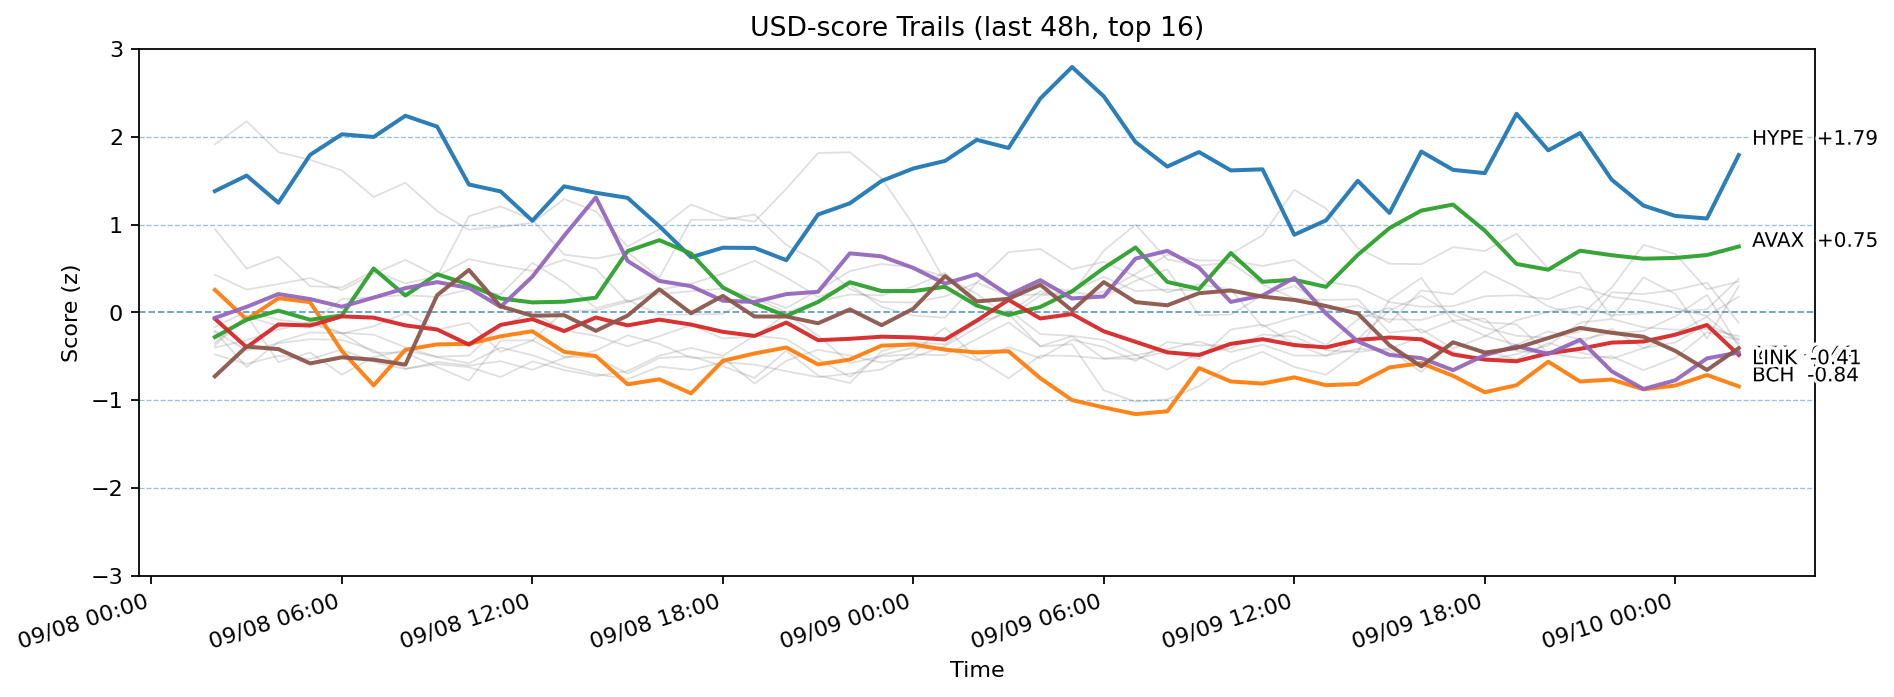 USD-score Trails (last 48h, top 16)
3
2
1
0
−1
−2
−3
Score (z)
HYPE +1.79
AVAX +0.75
LINK -0.41
BCH -0.84
09/08 00:00
09/08 06:00
09/08 12:00
09/08 18:00
09/09 00:00
09/09 06:00
09/09 12:00
09/09 18:00
09/10 00:00
Time